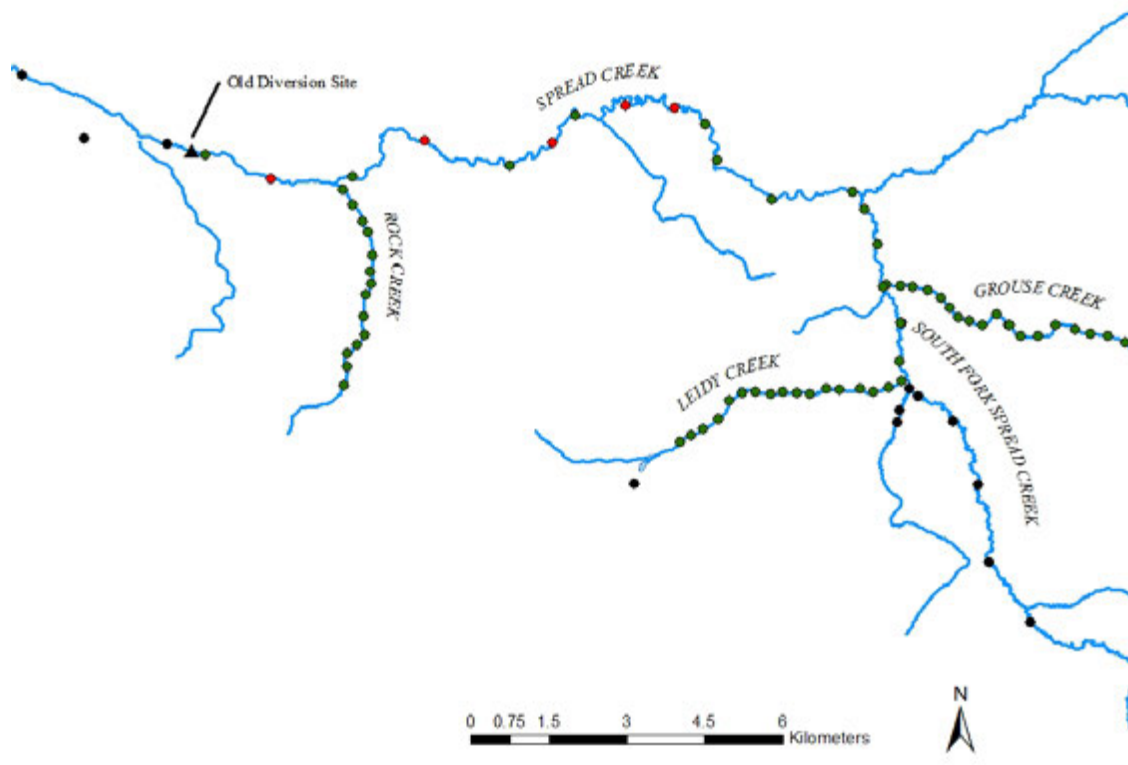 Old Diversion Site
SPREAD CREEK
ROCK CREEK
GROUSE CREEK
SOUTH FORK SPREAD CREEK
LEIDY CREEK
N
0 0.75 1.5 3 4.5 6
Kilometers